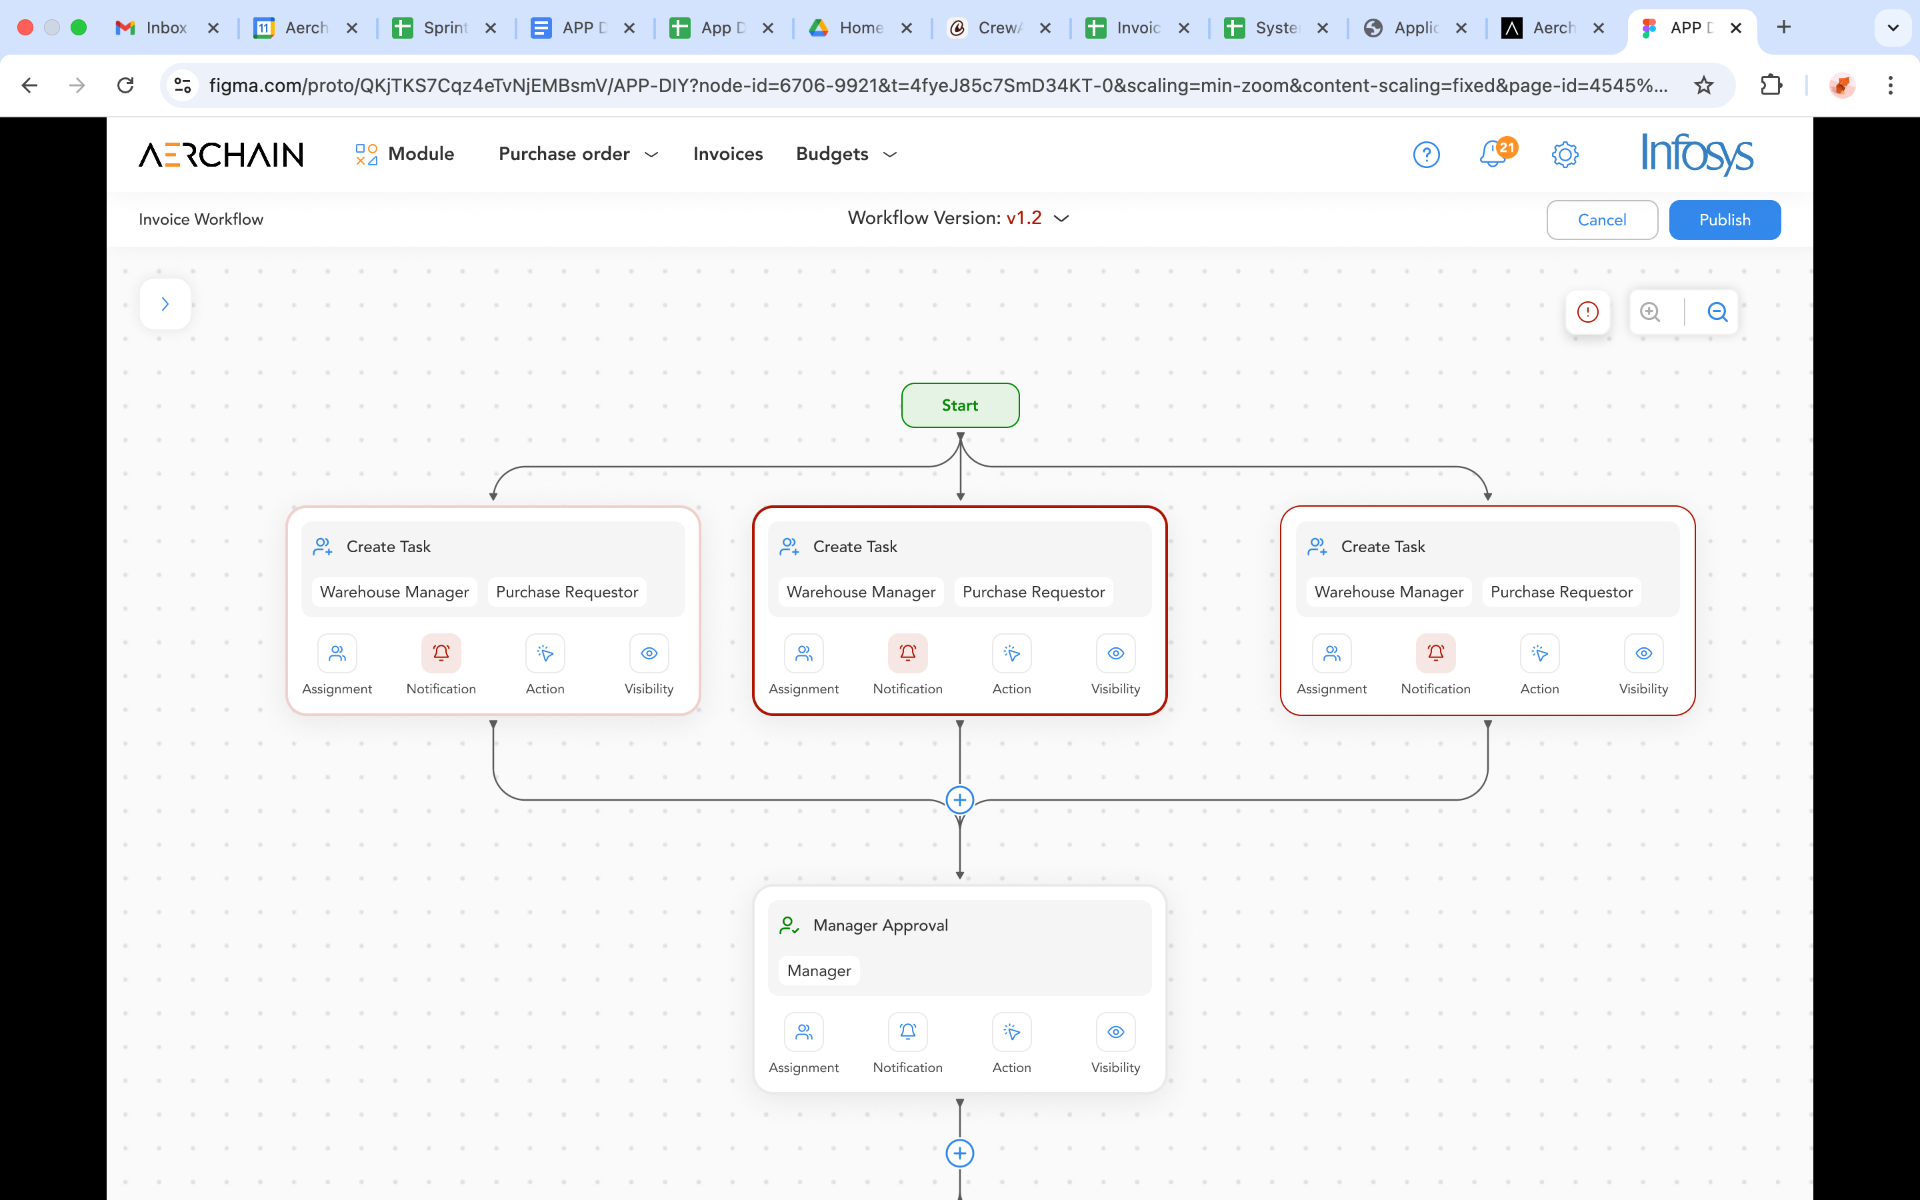 Inbox
Aerch
Sprint
APP D
App D
Home
CrewA
Invoic
Syste
Applic
Aerch
APP D
figma.com/proto/QKjTKS7Cqz4eTvNjEMBsmV/APP-DIY?node-id=6706-9921&t=4fyeJ85c7SmD34KT-0&scaling=min-zoom&content-scaling=fixed&page-id=4545%...
AERCHAIN
Module
Purchase order
Invoices
Budgets
21
Infosys
Invoice Workflow
Workflow Version: v1.2
Cancel
Publish
Start
Create Task
Warehouse Manager Purchase Requestor
Assignment Notification Action Visibility
Create Task
Warehouse Manager Purchase Requestor
Assignment Notification Action Visibility
Create Task
Warehouse Manager Purchase Requestor
Assignment Notification Action Visibility
Manager Approval
Manager
Assignment Notification Action Visibility